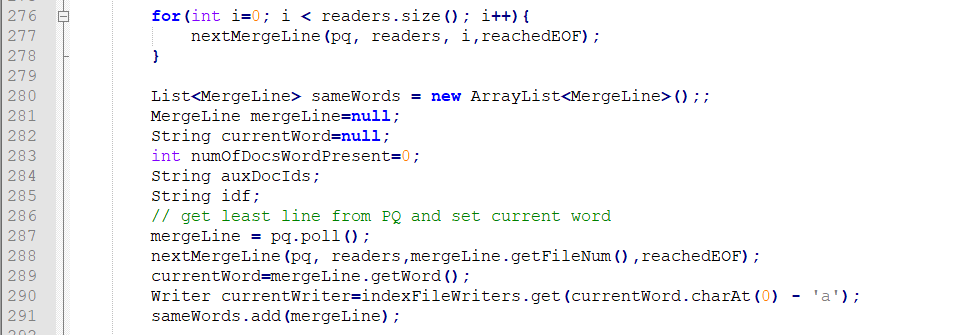 276 for(int i=0; i < readers.size(); i++){
277 nextMergeLine(pq, readers, i,reachedEOF);
278 }
279
280 List<MergeLine> sameWords = new ArrayList<MergeLine>();;
281 MergeLine mergeLine=null;
282 String currentWord=null;
283 int numOfDocsWordPresent=0;
284 String auxDocIds;
285 String idf;
286 // get least line from PQ and set current word
287 mergeLine = pq.poll();
288 nextMergeLine(pq, readers,mergeLine.getFileNum(),reachedEOF);
289 currentWord=mergeLine.getWord();
290 Writer currentWriter=indexFileWriters.get(currentWord.charAt(0) - 'a');
291 sameWords.add(mergeLine);